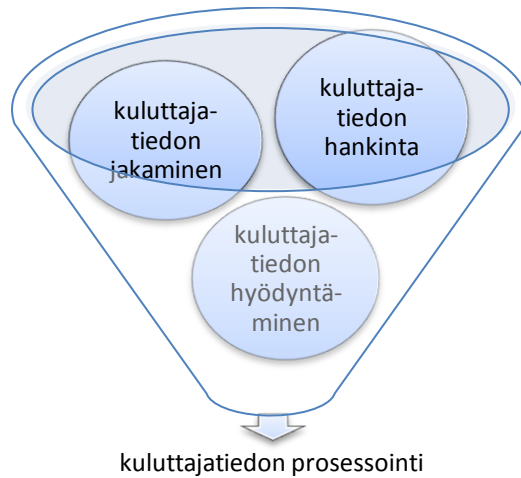 kuluttaja-
tiedon
jakaminen
kuluttaja-
tiedon
hankinta
kuluttaja-
tiedon
hyödyntä-
minen
kuluttajatiedon prosessointi